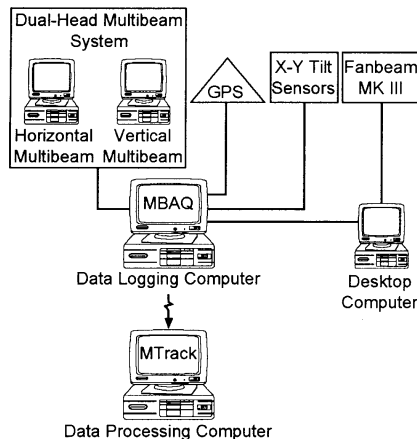 Dual-Head Multibeam
System
Horizontal
Multibeam
Vertical
Multibeam
GPS
X-Y Tilt
Sensors
Fanbeam
MK III
MBAQ
Data Logging Computer
Desktop
Computer
MTrack
Data Processing Computer